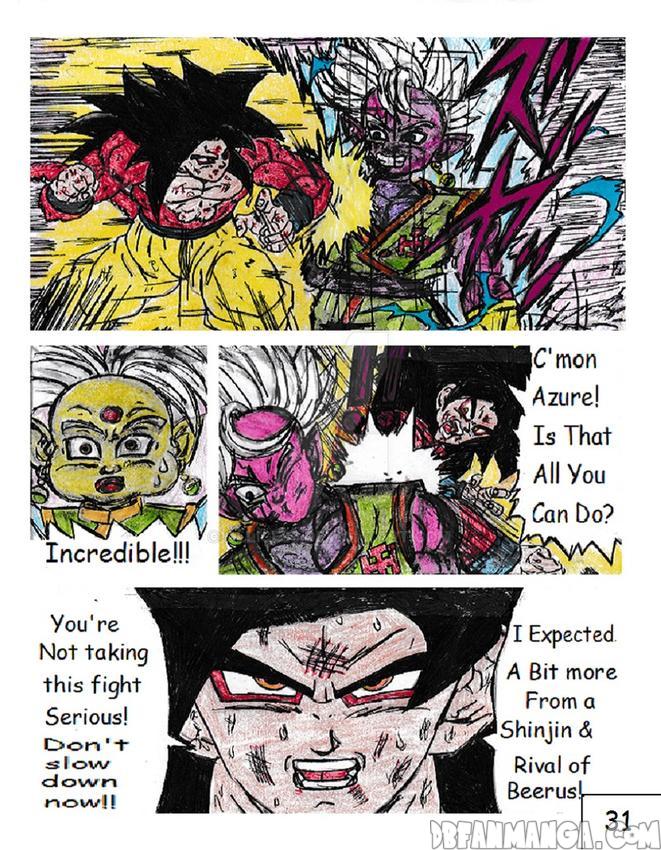 C'mon
Azure!
Is That
All You
Can Do?
Incredible!!!
You're
Not taking
this fight
Serious!
Don't
slow
down
now!!
I Expected
A Bit more
From a
Shinjin &
Rival of
Beerus!
31
DBFANMANGA.COM